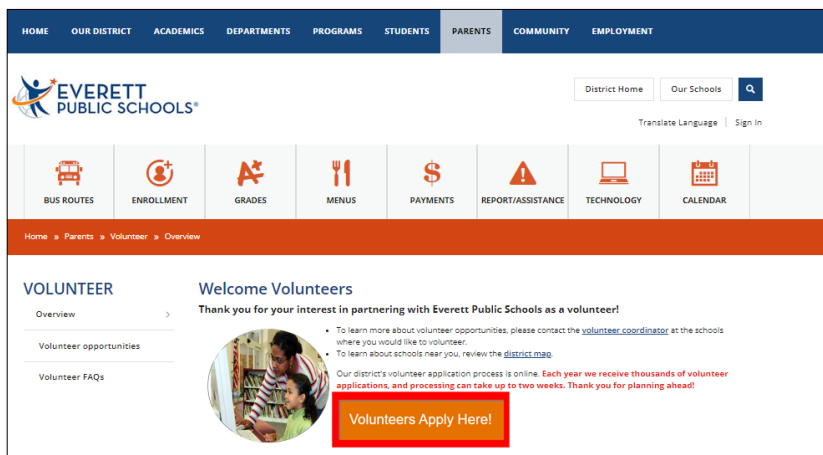 HOME OUR DISTRICT ACADEMICS DEPARTMENTS PROGRAMS STUDENTS PARENTS COMMUNITY EMPLOYMENT
EVERETT
PUBLIC SCHOOLS®
District Home Our Schools
Translate Language | Sign In
BUS ROUTES ENROLLMENT GRADES MENUS PAYMENTS REPORT/ASSISTANCE TECHNOLOGY CALENDAR
Home » Parents » Volunteer » Overview
VOLUNTEER
Overview >
Volunteer opportunities
Volunteer FAQs
Welcome Volunteers
Thank you for your interest in partnering with Everett Public Schools as a volunteer!
• To learn more about volunteer opportunities, please contact the volunteer coordinator at the schools
where you would like to volunteer.
• To learn about schools near you, review the district map.
Our district's volunteer application process is online. Each year we receive thousands of volunteer
applications, and processing can take up to two weeks. Thank you for planning ahead!
Volunteers Apply Here!